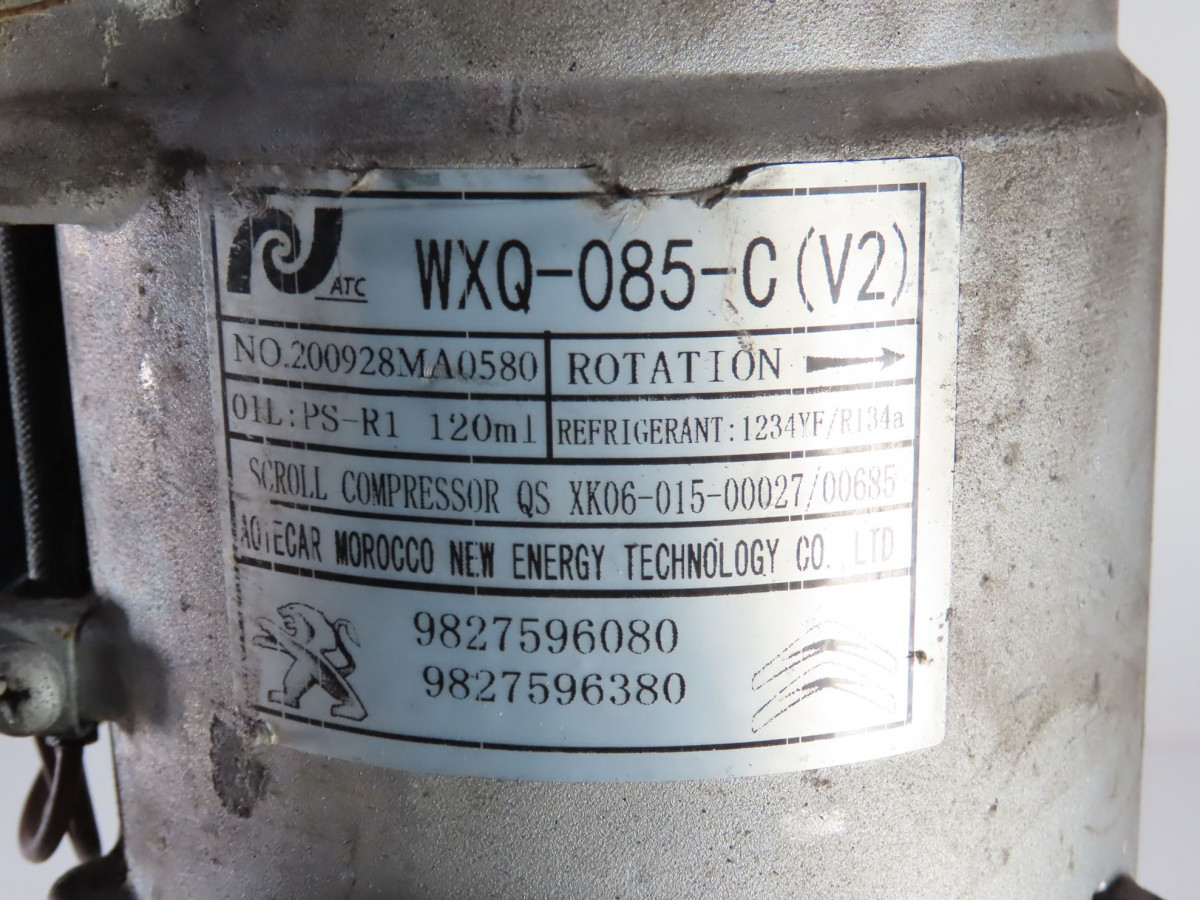 ATC
WXQ-085-C(V2)
NO.200928MA0580
ROTATION
OIL:PS-R1 120ml
REFRIGERANT:1234YF/R134a
SCROLL COMPRESSOR QS XK06-015-00027/00685
AOTECAR MOROCCO NEW ENERGY TECHNOLOGY CO.,LTD
9827596080
9827596380